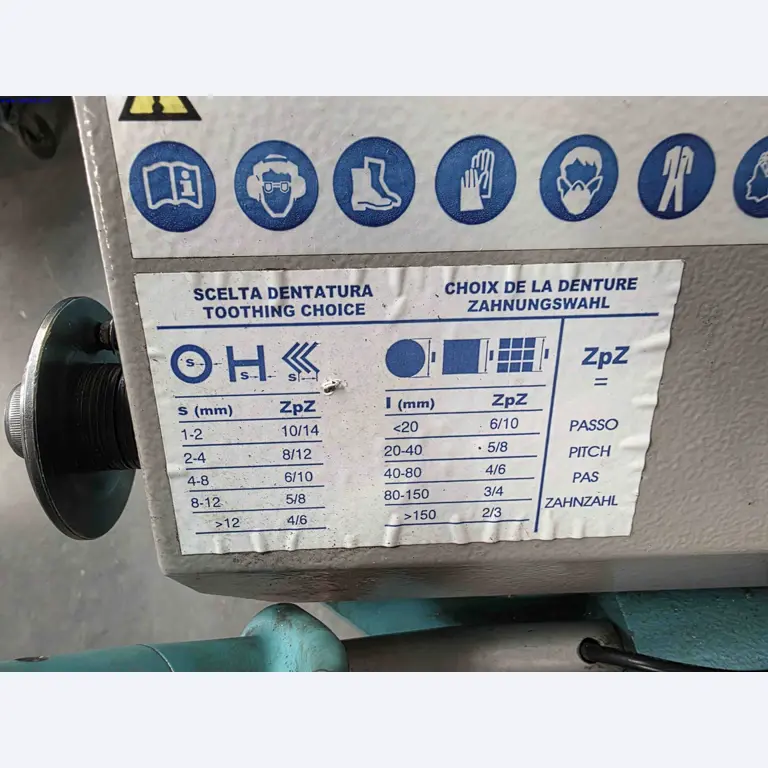 SCELTA DENTATURA
TOOTHING CHOICE
CHOIX DE LA DENTURE
ZAHNUNGSWAHL
S
S
S
s (mm) ZpZ
1-2 10/14
2-4 8/12
4-8 6/10
8-12 5/8
>12 4/6
l (mm) ZpZ
<20 6/10
20-40 5/8
40-80 4/6
80-150 3/4
>150 2/3
ZpZ
=
PASSO
PITCH
PAS
ZAHNZAHL